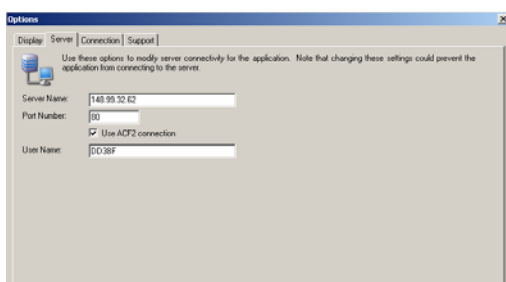 Options
Display Server Connection Support
Use these options to modify server connectivity for the application. Note that changing these settings could prevent the
application from connecting to the server.
Server Name: 148.99.32.62
Port Number: 80
Use ACF2 connection
User Name: DD38F